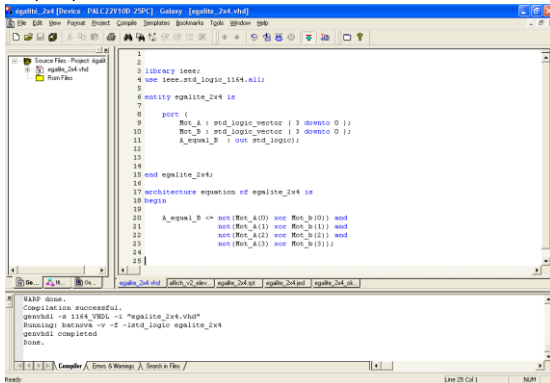 égalité_2x4 [Device - PALC22V10D-25PC] - Galaxy - [egalite_2x4.vhd]
File Edit View Format Project Compile Templates Bookmarks Tools Window Help
Source Files - Project: égalit
egalite_2x4.vhd
Rom Files
1
2
3 library ieee;
4 use ieee.std_logic_1164.all;
5
6 entity egalite_2x4 is
7
8 port (
9 Mot_A : std_logic_vector ( 3 downto 0 );
10 Mot_B : std_logic_vector ( 3 downto 0 );
11 A_equal_B : out std_logic);
12
13
14
15 end egalite_2x4;
16
17 architecture equation of egalite_2x4 is
18 begin
19
20 A_equal_B <= not(Mot_A(0) xor Mot_b(0)) and
21 not(Mot_A(1) xor Mot_b(1)) and
22 not(Mot_A(2) xor Mot_b(2)) and
23 not(Mot_A(3) xor Mot_b(3));
24
25
So... H... Ou...
egalite_2x4.vhd affich_v2_elev... egalite_2x4.rpt egalite_2x4.jed egalite_2x4_ok...
WARP done.
Compilation successful.
genvhdl -s 1164_VHDL -i "egalite_2x4.vhd"
Running: batnova -v -f -lstd_logic egalite_2x4
genvhdl completed
Done.
Compiler Errors & Warnings Search in Files
Ready Line 25 Col 1 NUM